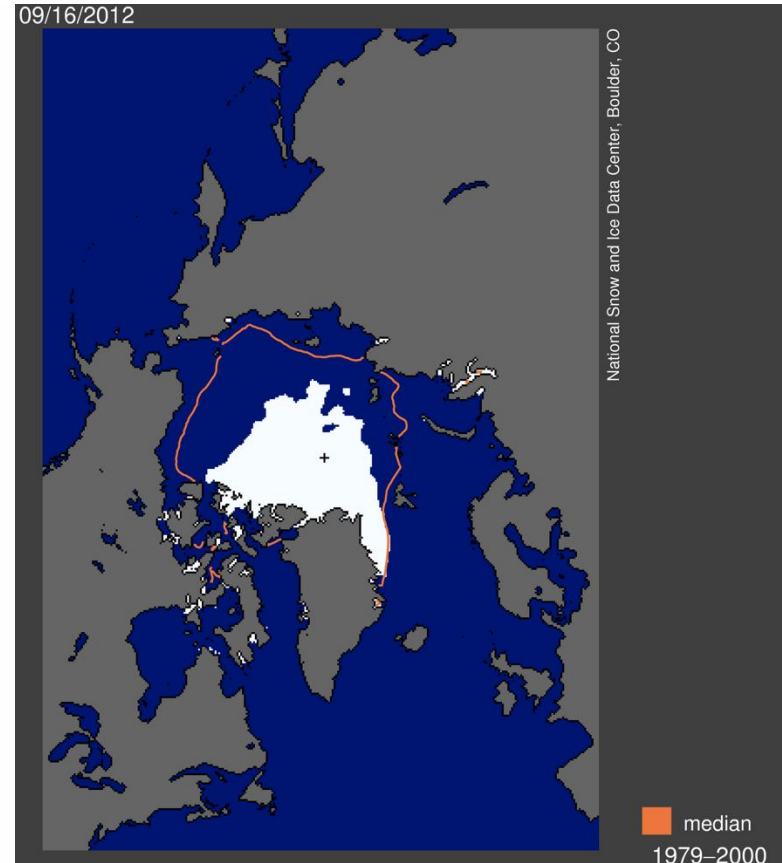 09/16/2012
National Snow and Ice Data Center, Boulder, CO
median
1979–2000